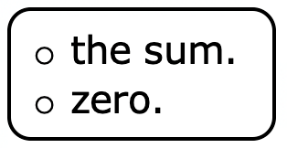 ○ the sum.
○ zero.